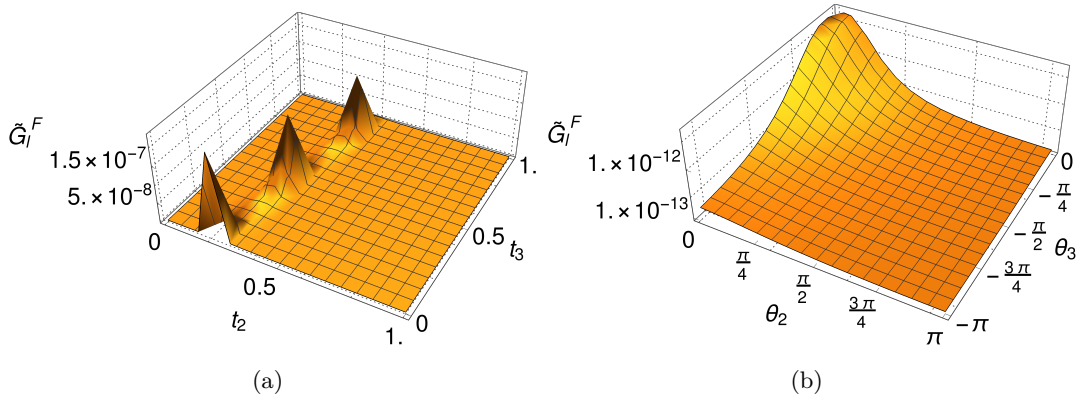 G̃_l^F
1.5×10^-7
5.×10^-8
0
0.5
t_2
1.
0
0.5
t_3
1.
(a)
G̃_l^F
1.×10^-12
1.×10^-13
0
π/4
π/2
3π/4
π
θ_2
-π
-3π/4
-π/2
-π/4
0
θ_3
(b)